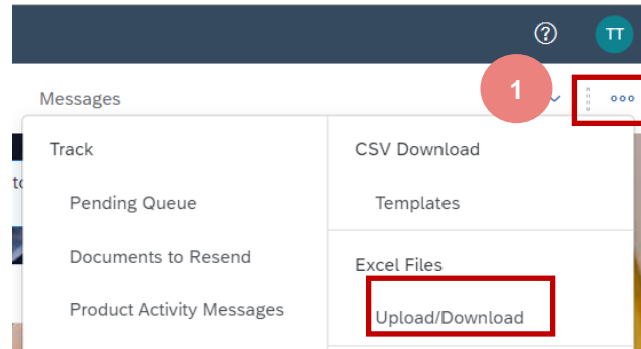 TT
Messages
1
Track
Pending Queue
Documents to Resend
Product Activity Messages
CSV Download
Templates
Excel Files
Upload/Download